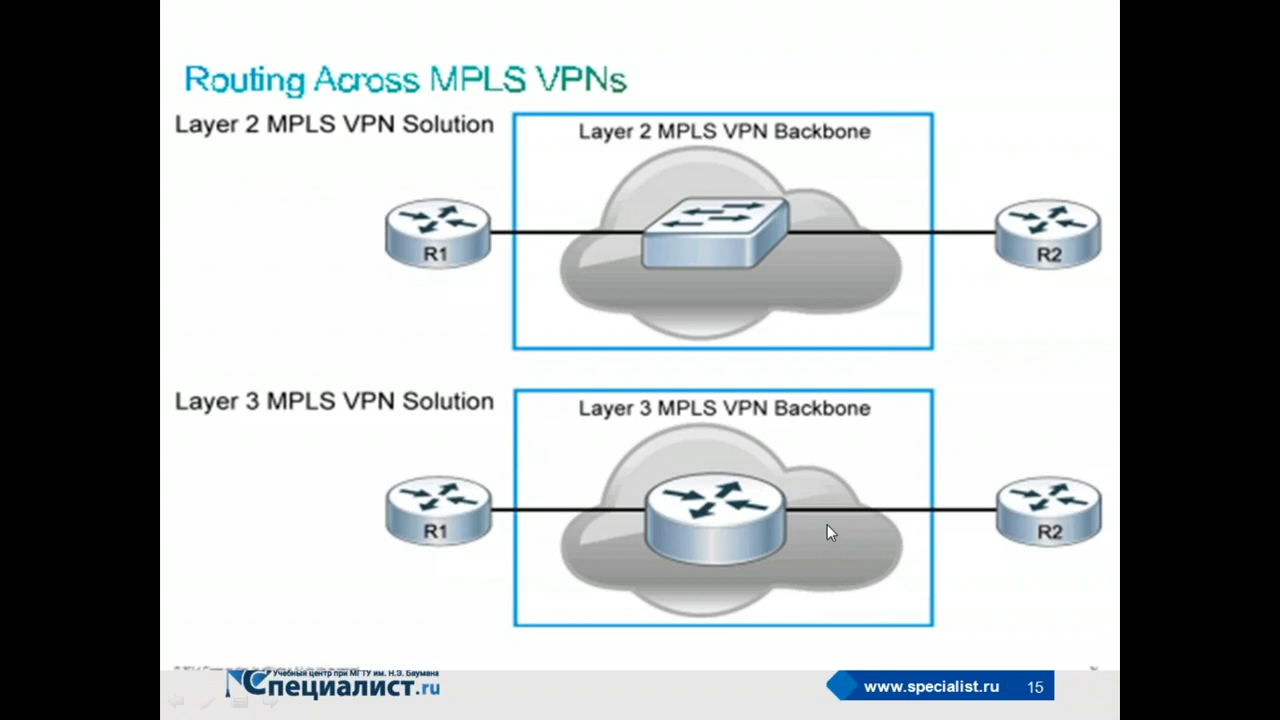 Routing Across MPLS VPNs
Layer 2 MPLS VPN Solution
Layer 2 MPLS VPN Backbone
R1
R2
Layer 3 MPLS VPN Solution
Layer 3 MPLS VPN Backbone
R1
R2
Учебный центр при МГТУ им. Н.Э. Баумана
Специалист.ru
www.specialist.ru
15